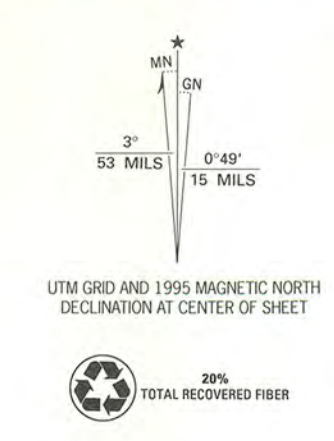 MN
GN
3°
53 MILS
0°49'
15 MILS
UTM GRID AND 1995 MAGNETIC NORTH
DECLINATION AT CENTER OF SHEET
20%
TOTAL RECOVERED FIBER